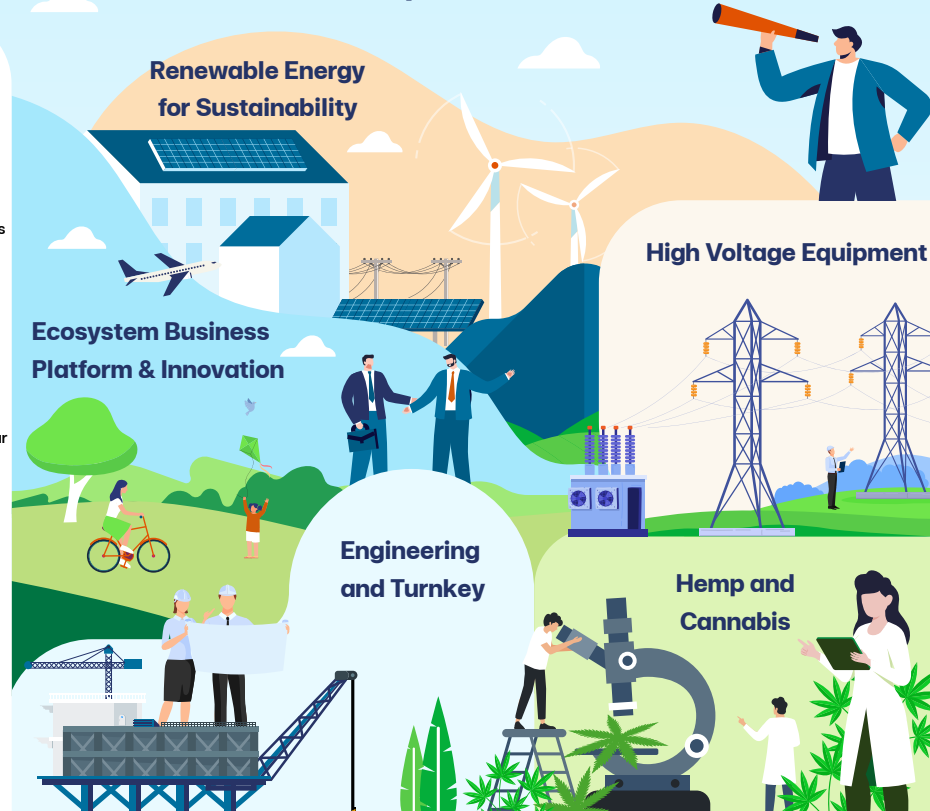 Renewable Energy
for Sustainability
High Voltage Equipment
Ecosystem Business
Platform & Innovation
Engineering
and Turnkey
Hemp and
Cannabis